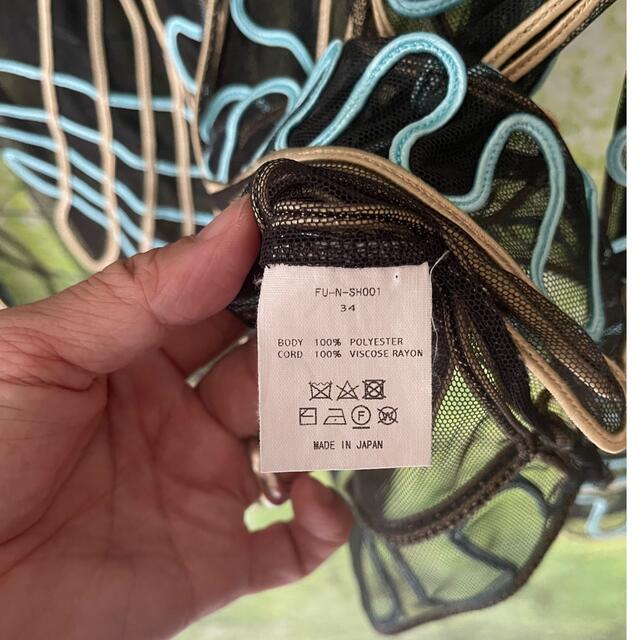 FU-N-SH001
34
BODY 100% POLYESTER
CORD 100% VISCOSE RAYON
MADE IN JAPAN